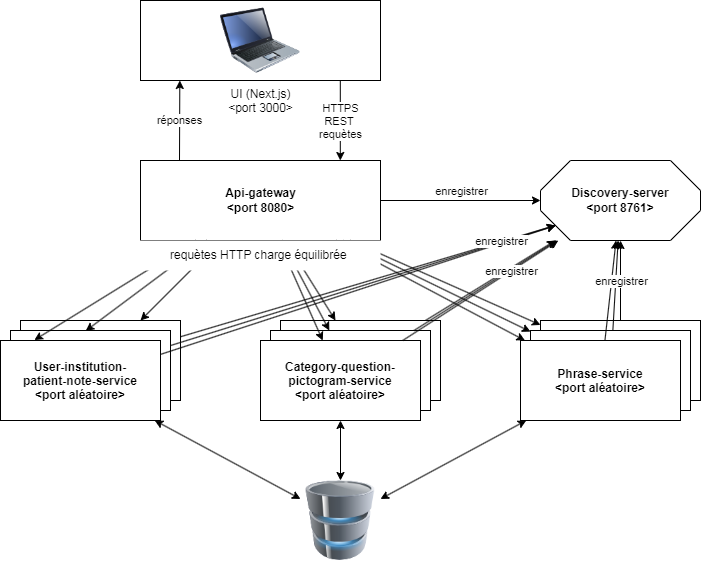 UI (Next.js)
<port 3000>
réponses
HTTPS
REST
requètes
Api-gateway
<port 8080>
enregistrer
Discovery-server
<port 8761>
requètes HTTP charge équilibrée
enregistrer
enregistrer
enregistrer
User-institution-
patient-note-service
<port aléatoire>
Category-question-
pictogram-service
<port aléatoire>
Phrase-service
<port aléatoire>